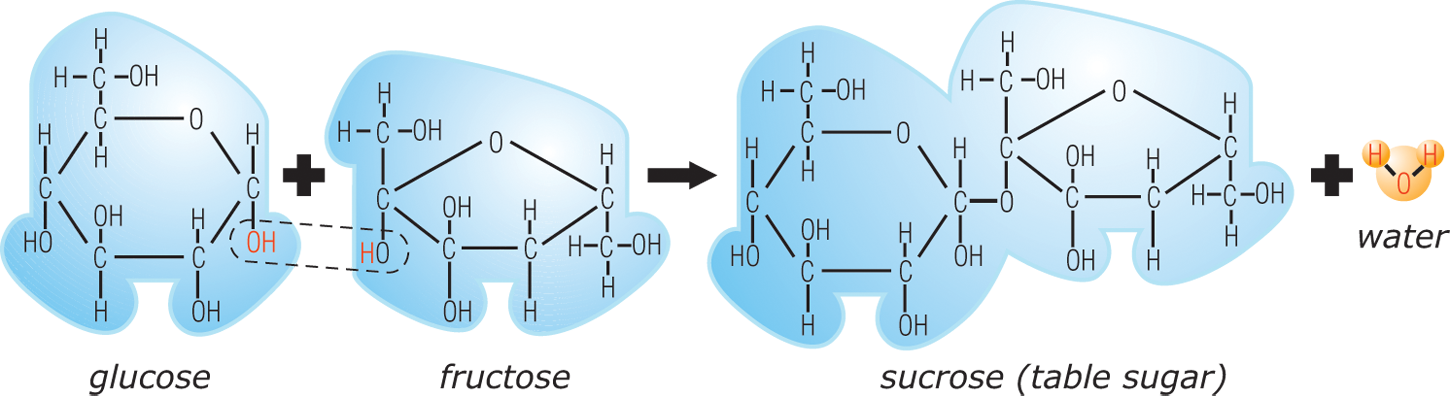 H
H C OH
C O
H H H
C C
OH H
HO OH
C C
H OH
glucose
H
H C OH
O
H
C C
OH H
C C H C OH
HO
H
OH H
fructose
H
H C OH
C O
H H H
C C O
OH H
HO OH
C C
H OH
H
H C OH
O
H
C C
OH H
C C H C OH
H
OH H
sucrose (table sugar)
H H
O
water